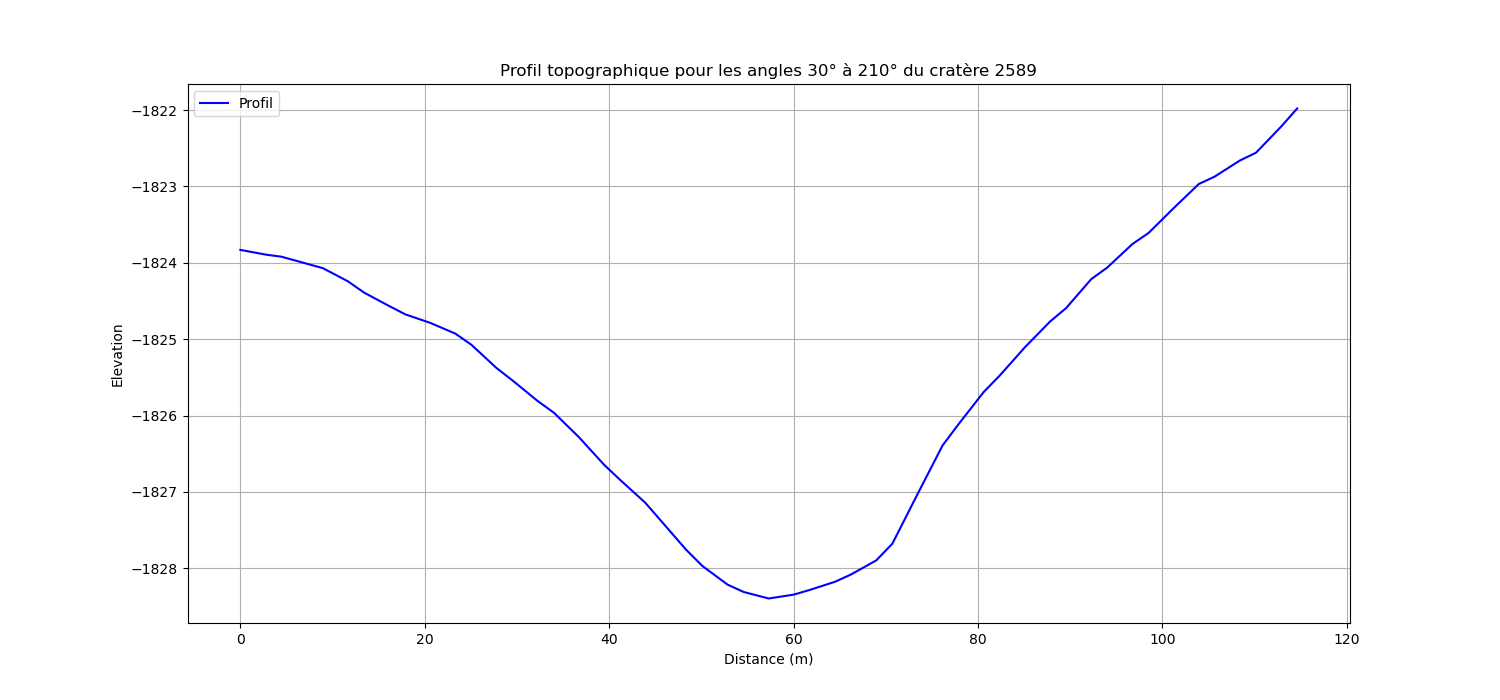 Profil topographique pour les angles 30° à 210° du cratère 2589
Profil
−1822
−1823
−1824
−1825
−1826
−1827
−1828
Elevation
0 20 40 60 80 100 120
Distance (m)